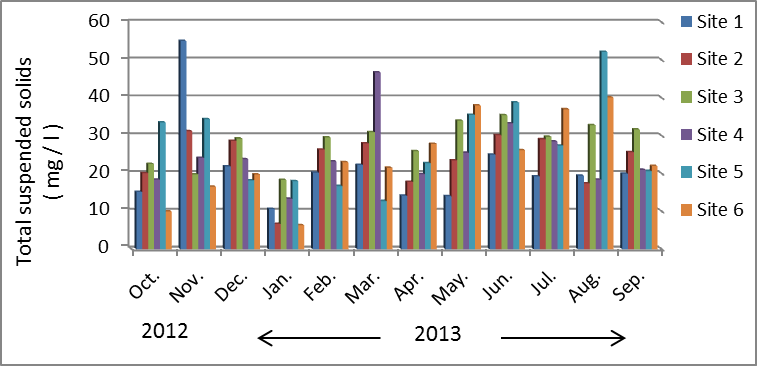 Total suspended solids
( mg / l )
60
50
40
30
20
10
0
Oct.
Nov.
Dec.
Jan.
Feb.
Mar.
Apr.
May.
Jun.
Jul.
Aug.
Sep.
2012
2013
Site 1
Site 2
Site 3
Site 4
Site 5
Site 6